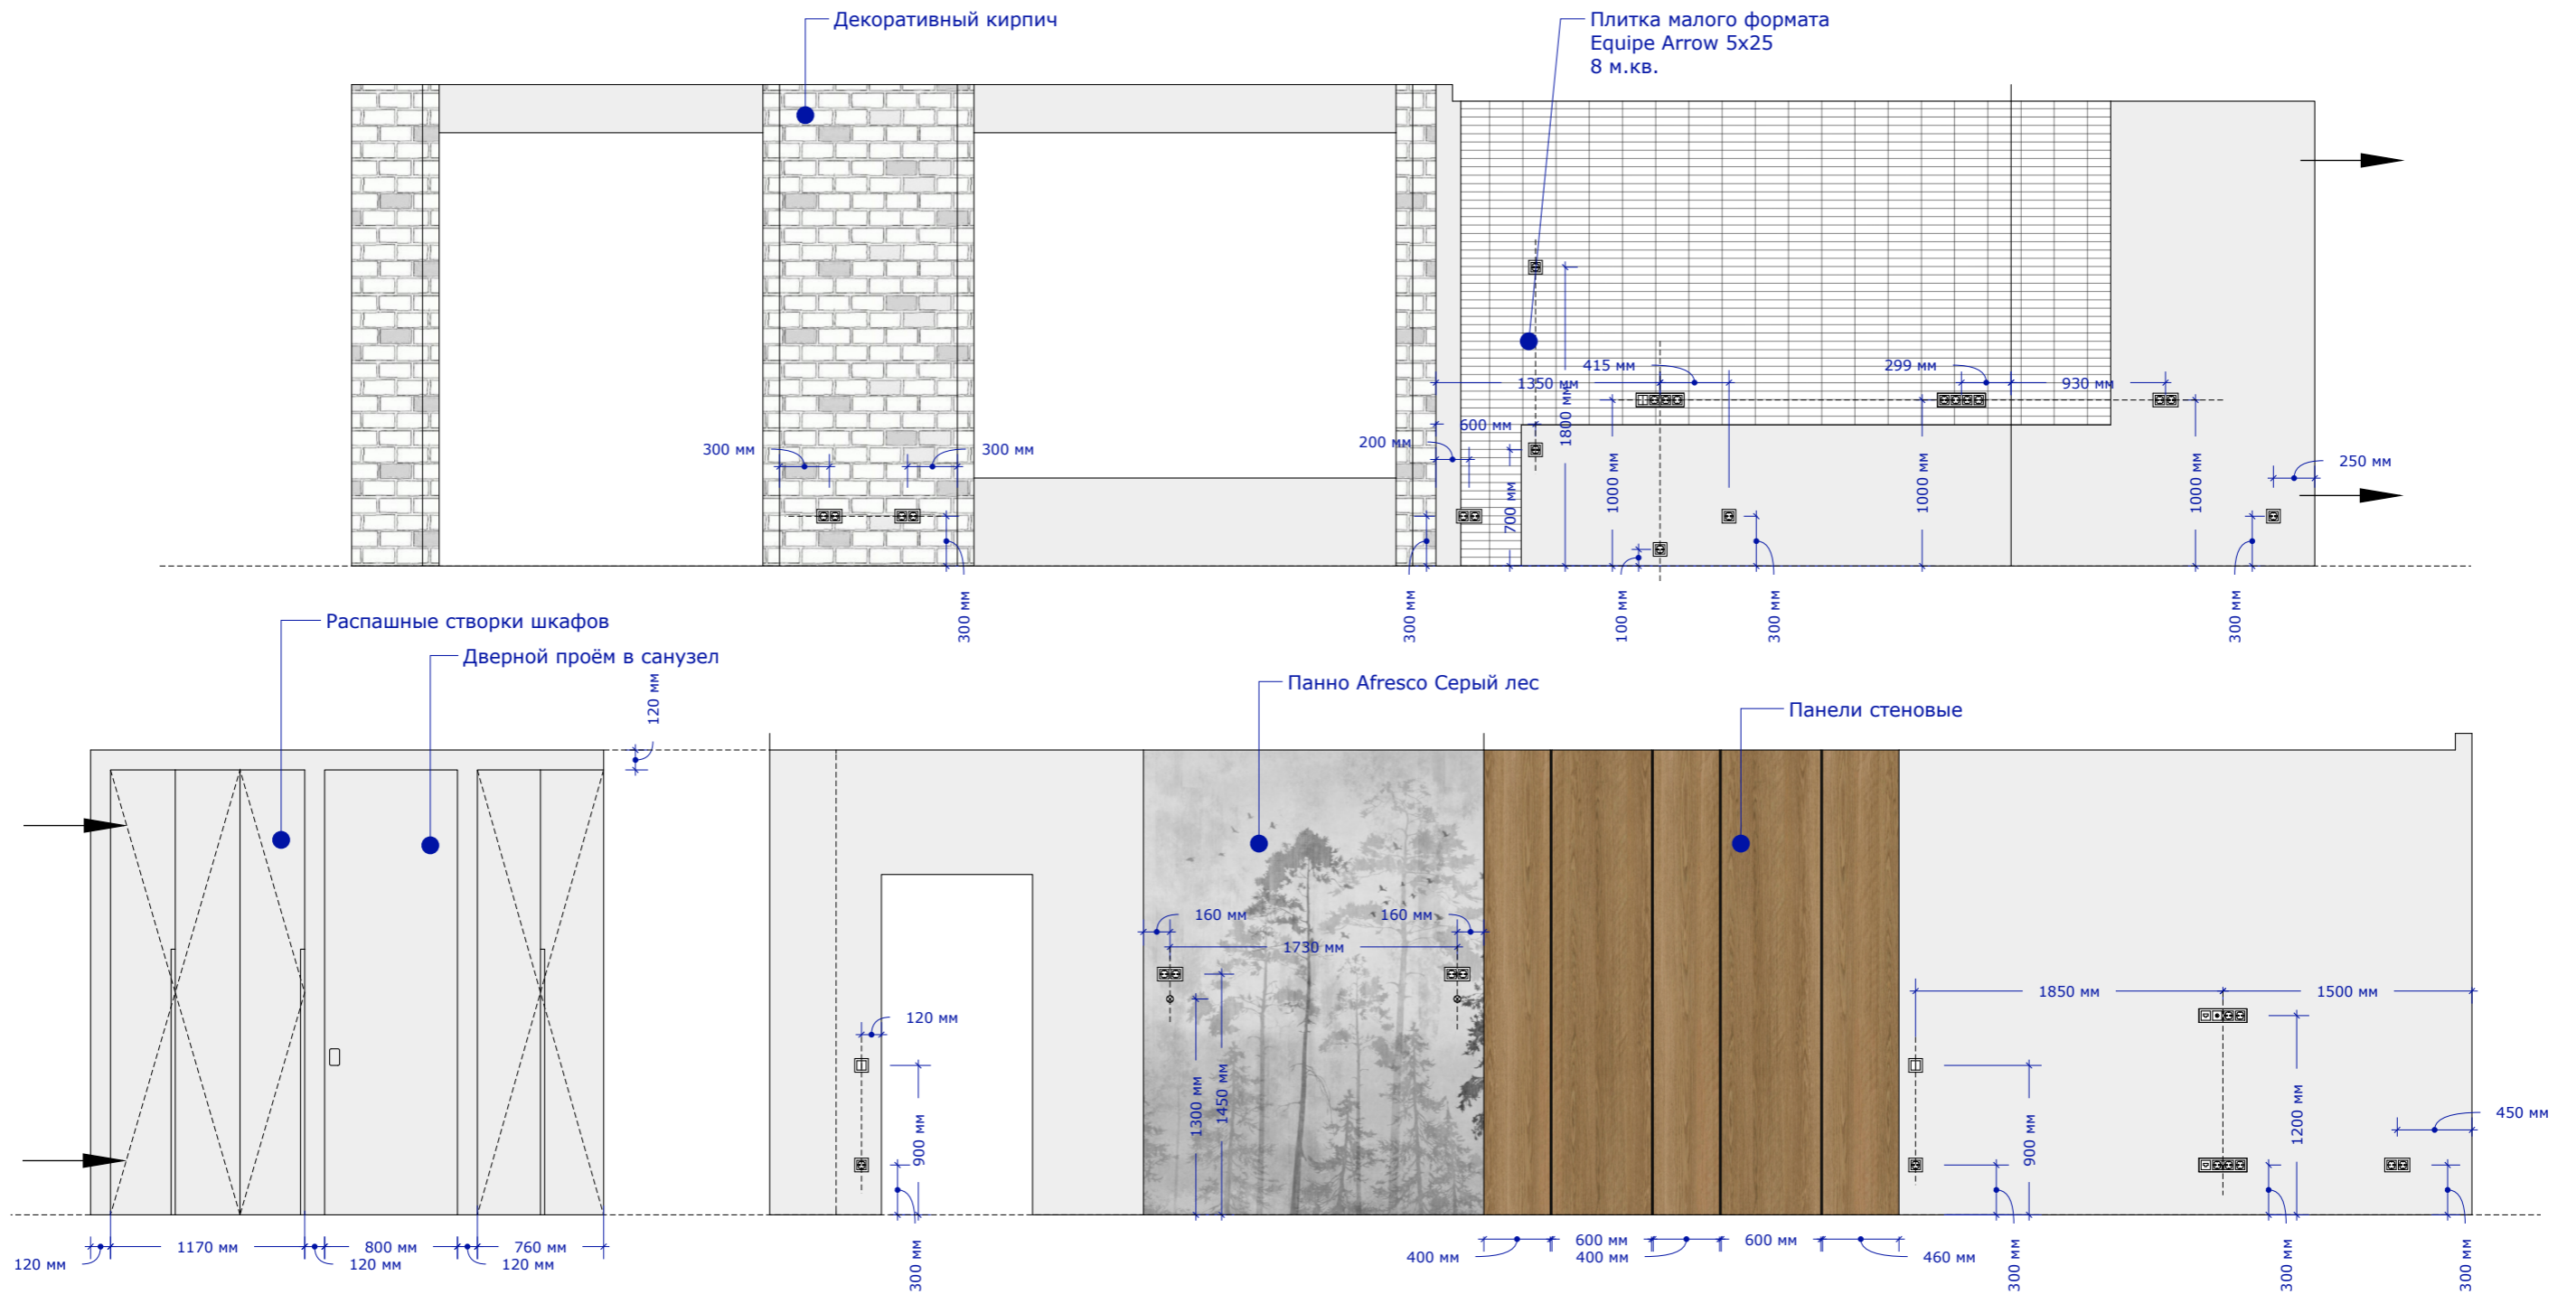 Декоративный кирпич
Плитка малого формата
Equipe Arrow 5x25
8 м.кв.
415 мм
299 мм
1350 мм
930 мм
1800 мм
600 мм
200 мм
300 мм
300 мм
250 мм
1000 мм
1000 мм
1000 мм
700 мм
300 мм
300 мм
100 мм
300 мм
300 мм
Распашные створки шкафов
Дверной проём в санузел
120 мм
Панно Afresco Серый лес
Панели стеновые
160 мм
160 мм
1730 мм
1850 мм
1500 мм
120 мм
1300 мм
1450 мм
900 мм
900 мм
1200 мм
450 мм
1170 мм
800 мм
760 мм
120 мм
120 мм
120 мм
300 мм
600 мм
600 мм
400 мм
400 мм
460 мм
300 мм
300 мм
300 мм